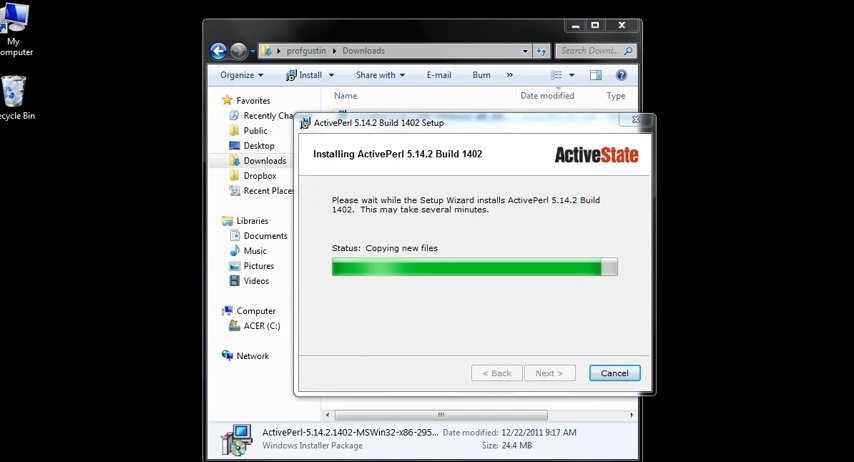 My
omputer
ecycle Bin
profgustin
Downloads
Search Downl...
Organize
Install
Share with
E-mail
Burn
»
Name
Date modified
Type
Favorites
Recently Cha
Public
Desktop
Downloads
Dropbox
Recent Places
Libraries
Documents
Music
Pictures
Videos
Computer
ACER (C:)
Network
ActivePerl 5.14.2 Build 1402 Setup
Installing ActivePerl 5.14.2 Build 1402
ActiveState
Please wait while the Setup Wizard installs ActivePerl 5.14.2 Build
1402. This may take several minutes.
Status: Copying new files
< Back
Next >
Cancel
ActivePerl-5.14.2.1402-MSWin32-x86-295... Date modified: 12/22/2011 9:17 AM
Windows Installer Package Size: 24.4 MB